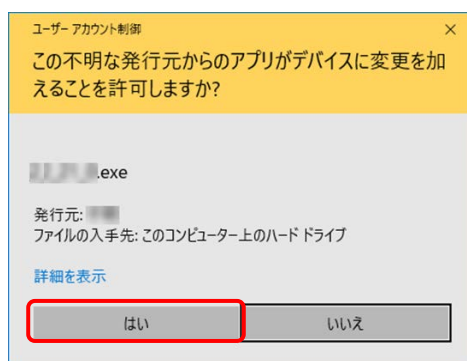 ユーザー アカウント制御
この不明な発行元からのアプリがデバイスに変更を加
えることを許可しますか?
.exe
発行元:
ファイルの入手先: このコンピューター上のハード ドライブ
詳細を表示
はい
いいえ